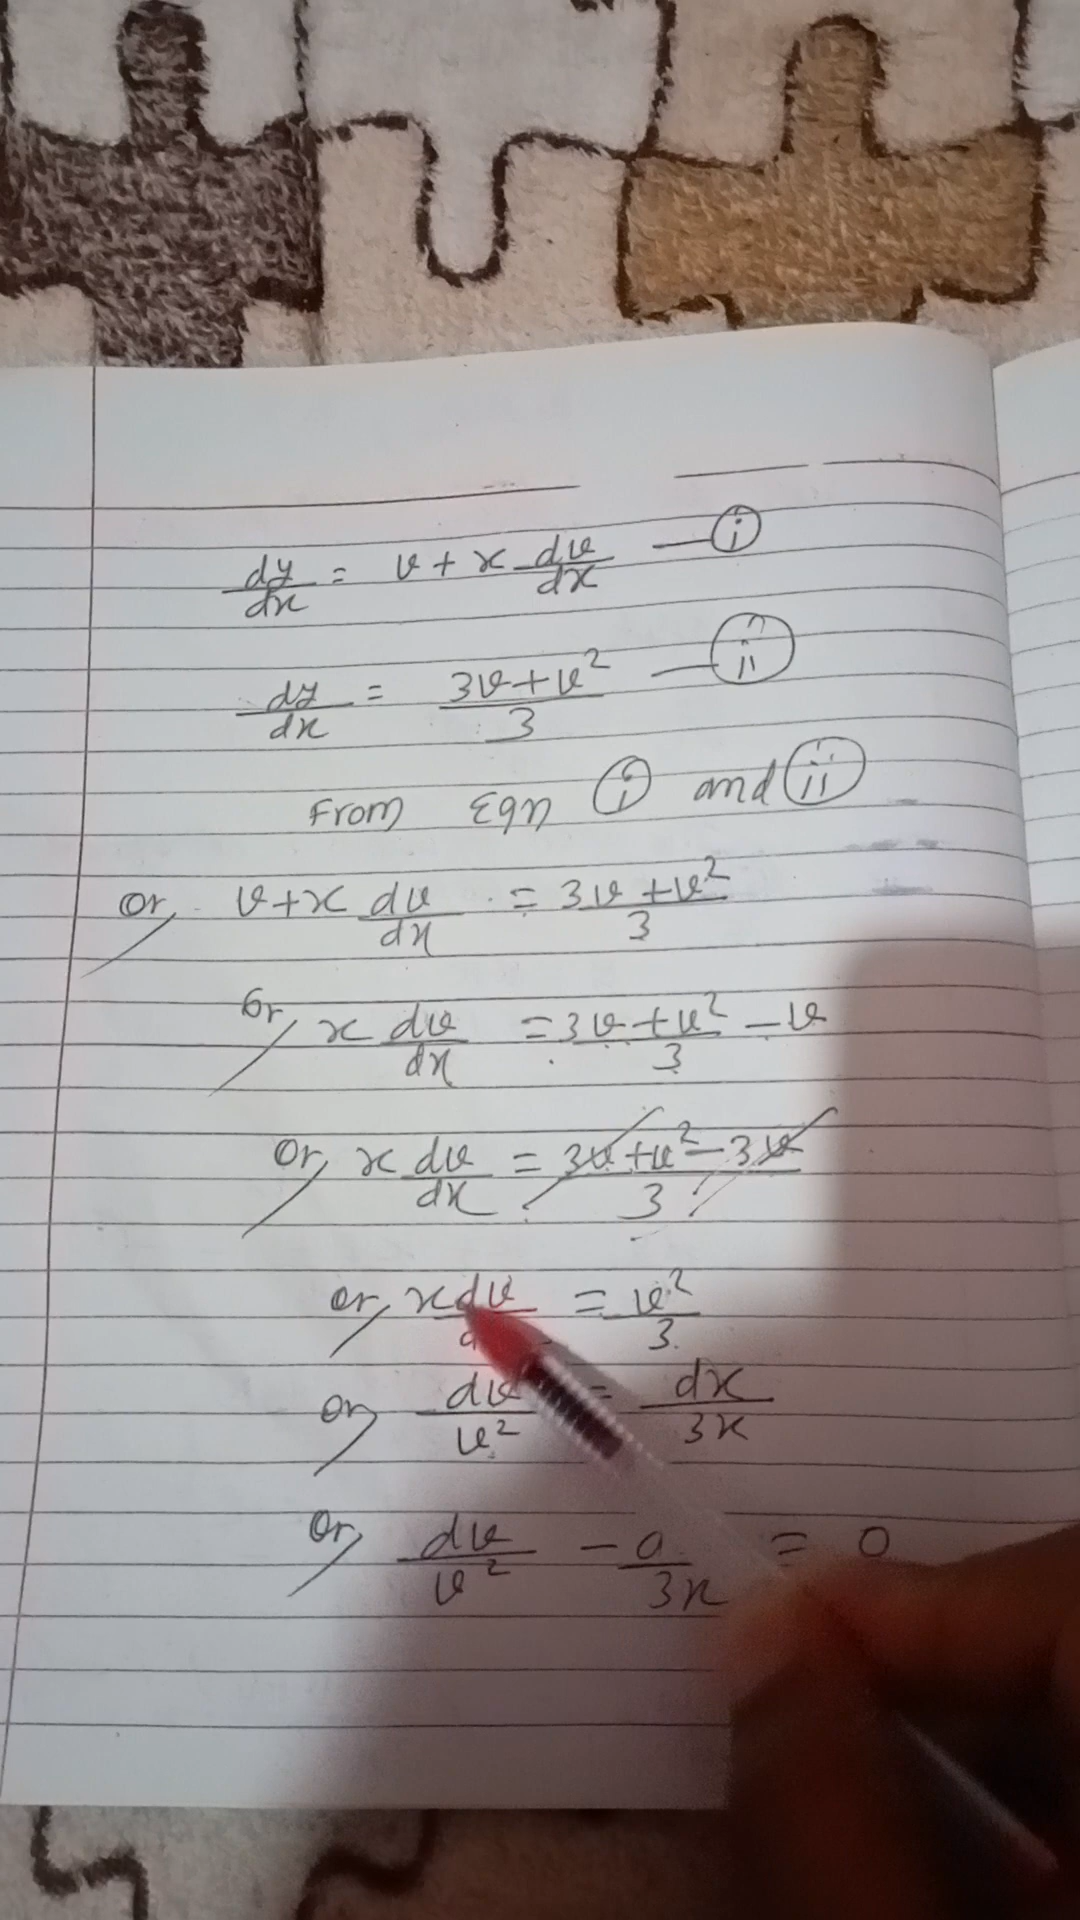 dy/dx = v + x dv/dx — (i)
dy/dx = 3v+v²/3 — (ii)
From Eqn (i) and (ii)
Or, v+x dv/dx = 3v+v²/3
Or, x dv/dx = 3v+v²/3 - v
Or, x dv/dx = 3v+v²-3v/3
or, x dv = v²/3
or, dv/v² = dx/3x
Or, dv/v² - /3x = 0